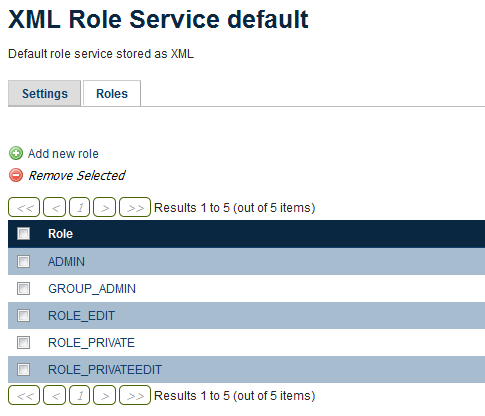 XML Role Service default
Default role service stored as XML
Settings Roles
Add new role
Remove Selected
<< < 1 > >> Results 1 to 5 (out of 5 items)
Role
ADMIN
GROUP_ADMIN
ROLE_EDIT
ROLE_PRIVATE
ROLE_PRIVATEEDIT
<< < 1 > >> Results 1 to 5 (out of 5 items)